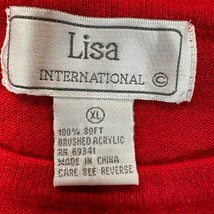 Lisa
INTERNATIONAL ©
XL
100% SOFT
BRUSHED ACRYLIC
RN 69341
MADE IN CHINA
CARE SEE REVERSE